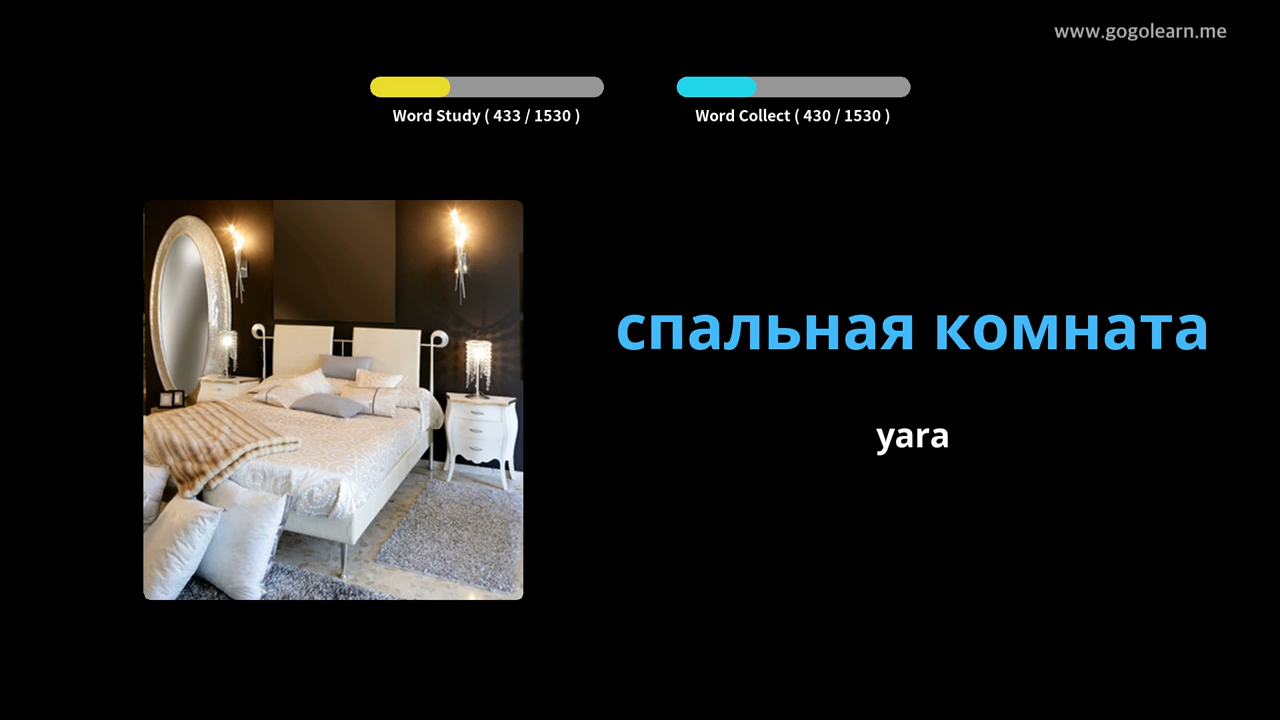 www.gogolearn.me
Word Study ( 433 / 1530 )
Word Collect ( 430 / 1530 )
спальная комната
yara